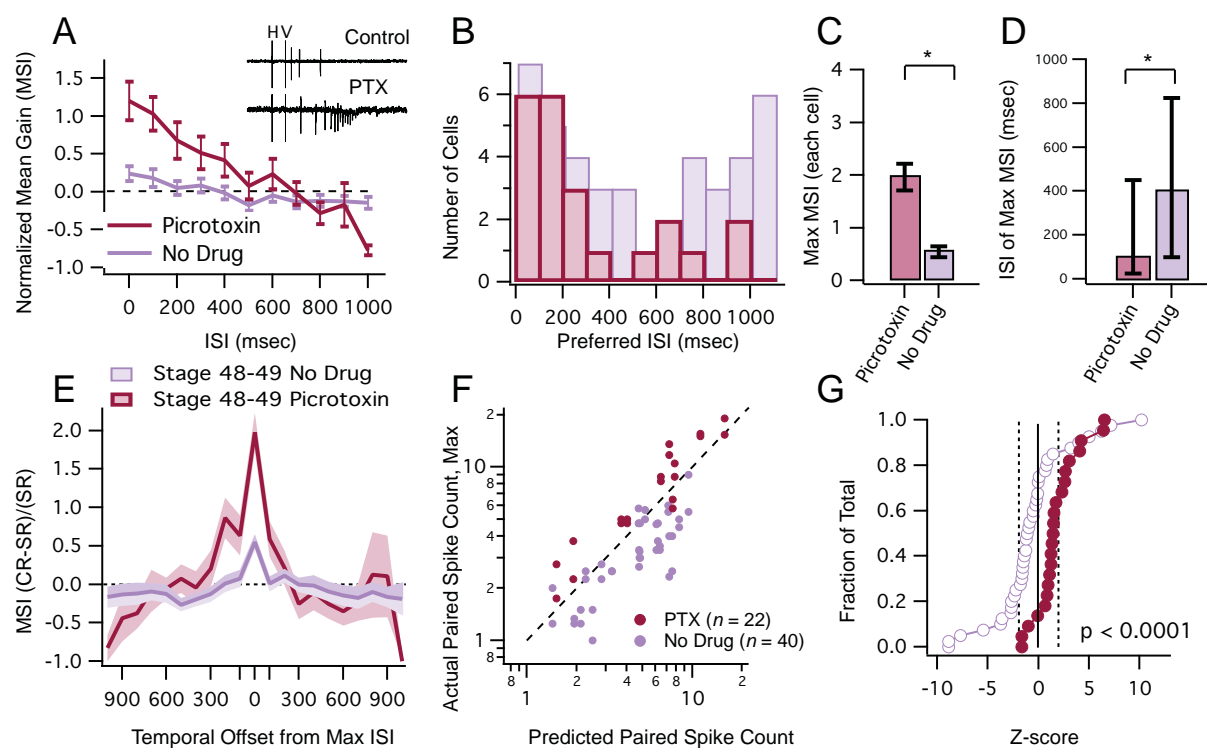 A
H V
Control
PTX
Normalized Mean Gain (MSI)
1.5
1.0
0.5
0.0
-0.5
-1.0
Picrotoxin
No Drug
0 200 400 600 800 1000
ISI (msec)
B
Number of Cells
6
4
2
0
0 200 400 600 800 1000
Preferred ISI (msec)
C
*
Max MSI (each cell)
4
3
2
1
0
Picrotoxin
No Drug
D
*
ISI of Max MSI (msec)
1000
800
600
400
200
0
Picrotoxin
No Drug
E
Stage 48-49 No Drug
Stage 48-49 Picrotoxin
MSI (CR-SR)/(SR)
2.0
1.5
1.0
0.5
0.0
-0.5
-1.0
900 600 300 0 300 600 900
Temporal Offset from Max ISI
F
Actual Paired Spike Count, Max
2
10
8
6
4
2
1
8
PTX (n = 22)
No Drug (n = 40)
8 1 2 4 6 8 10 2
Predicted Paired Spike Count
G
Fraction of Total
1.0
0.8
0.6
0.4
0.2
0.0
p < 0.0001
-10 -5 0 5 10
Z-score